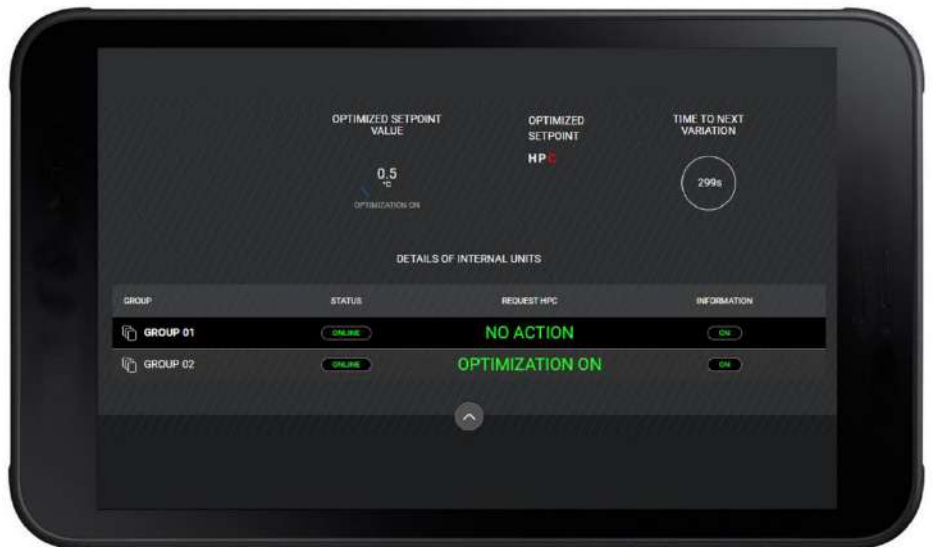 OPTIMIZED SETPOINT
VALUE
0.5
°C
OPTIMIZATION ON
OPTIMIZED
SETPOINT
HPC
TIME TO NEXT
VARIATION
299s
DETAILS OF INTERNAL UNITS
GROUP STATUS REQUEST HPC INFORMATION
GROUP 01 ONLINE NO ACTION ON
GROUP 02 ONLINE OPTIMIZATION ON ON